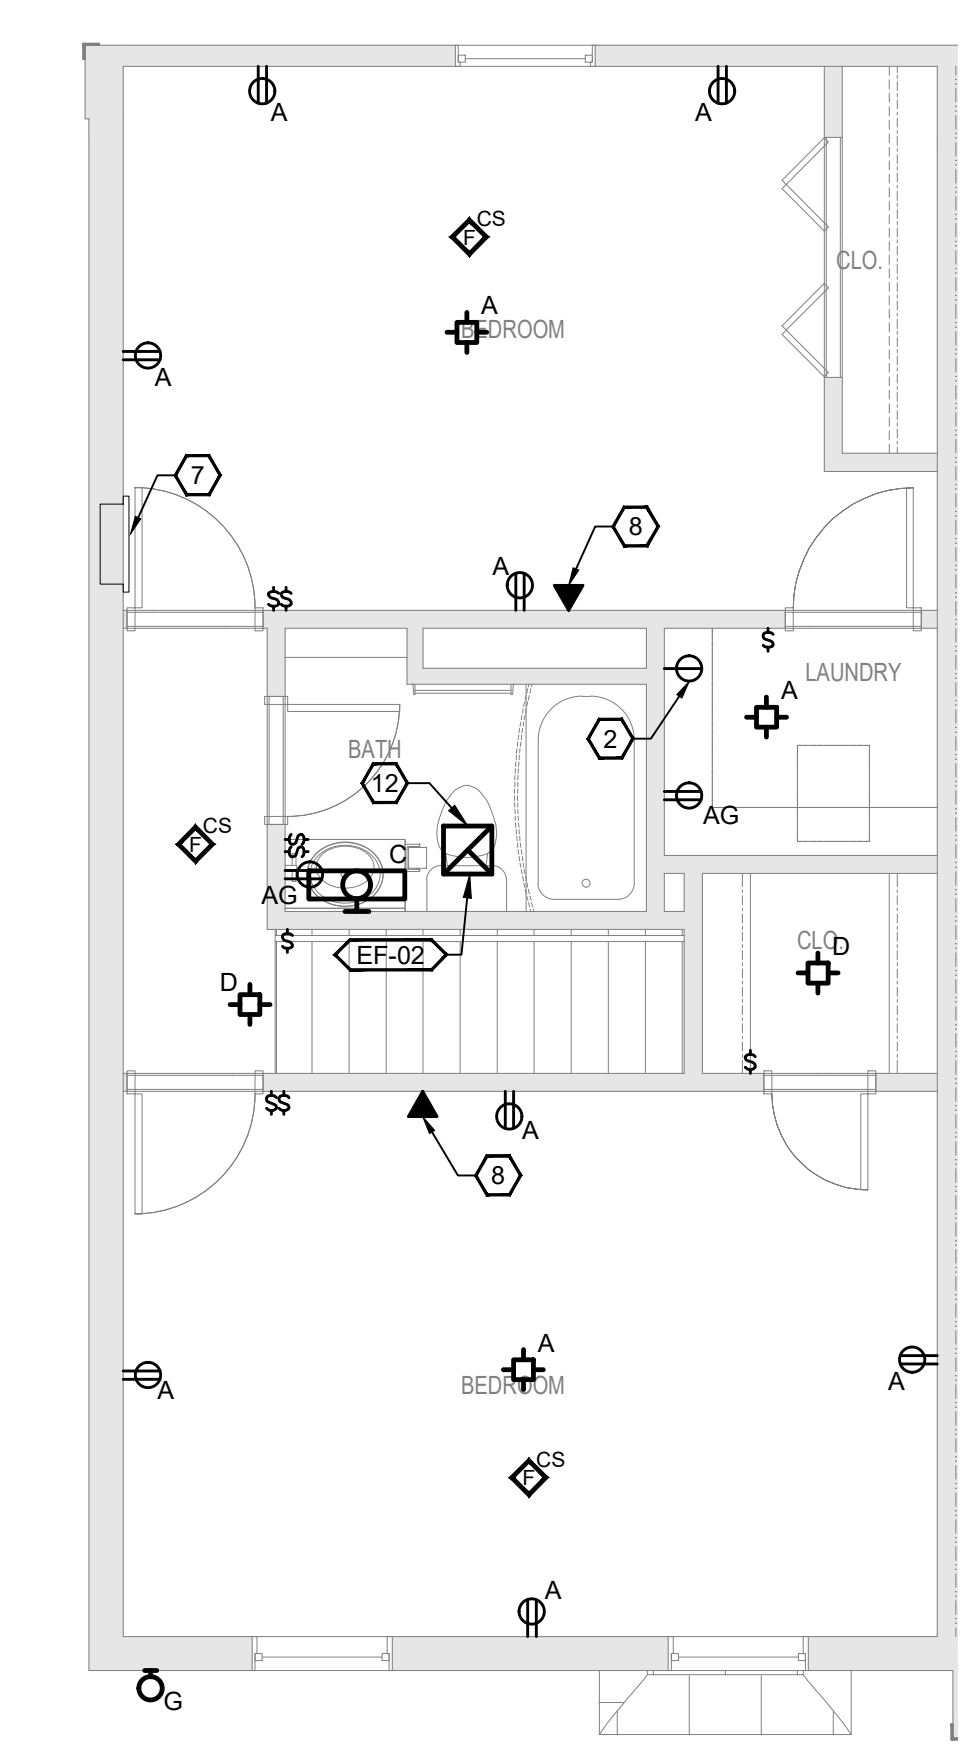 A
A
CS
F
CLO.
A
BEDROOM
A
7
8
A
$$
$
LAUNDRY
A
2
BATH
12
AG
CS
F
$$
C
AG
$
EF-02
CLO.
D
D
$
$$
A
8
A
BEDROOM
A
A
CS
F
A
G